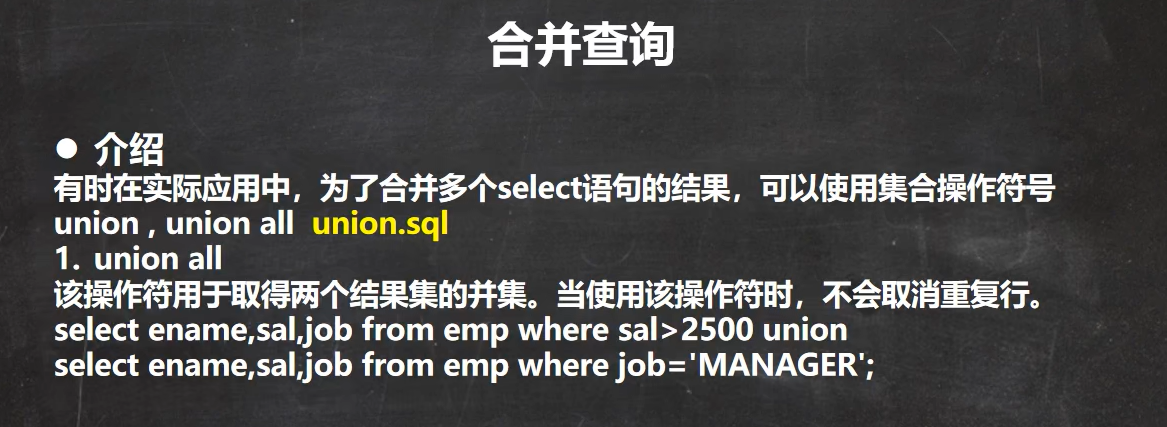 合并查询
● 介绍
有时在实际应用中，为了合并多个select语句的结果，可以使用集合操作符号
union , union all union.sql
1. union all
该操作符用于取得两个结果集的并集。当使用该操作符时，不会取消重复行。
select ename,sal,job from emp where sal>2500 union
select ename,sal,job from emp where job='MANAGER';